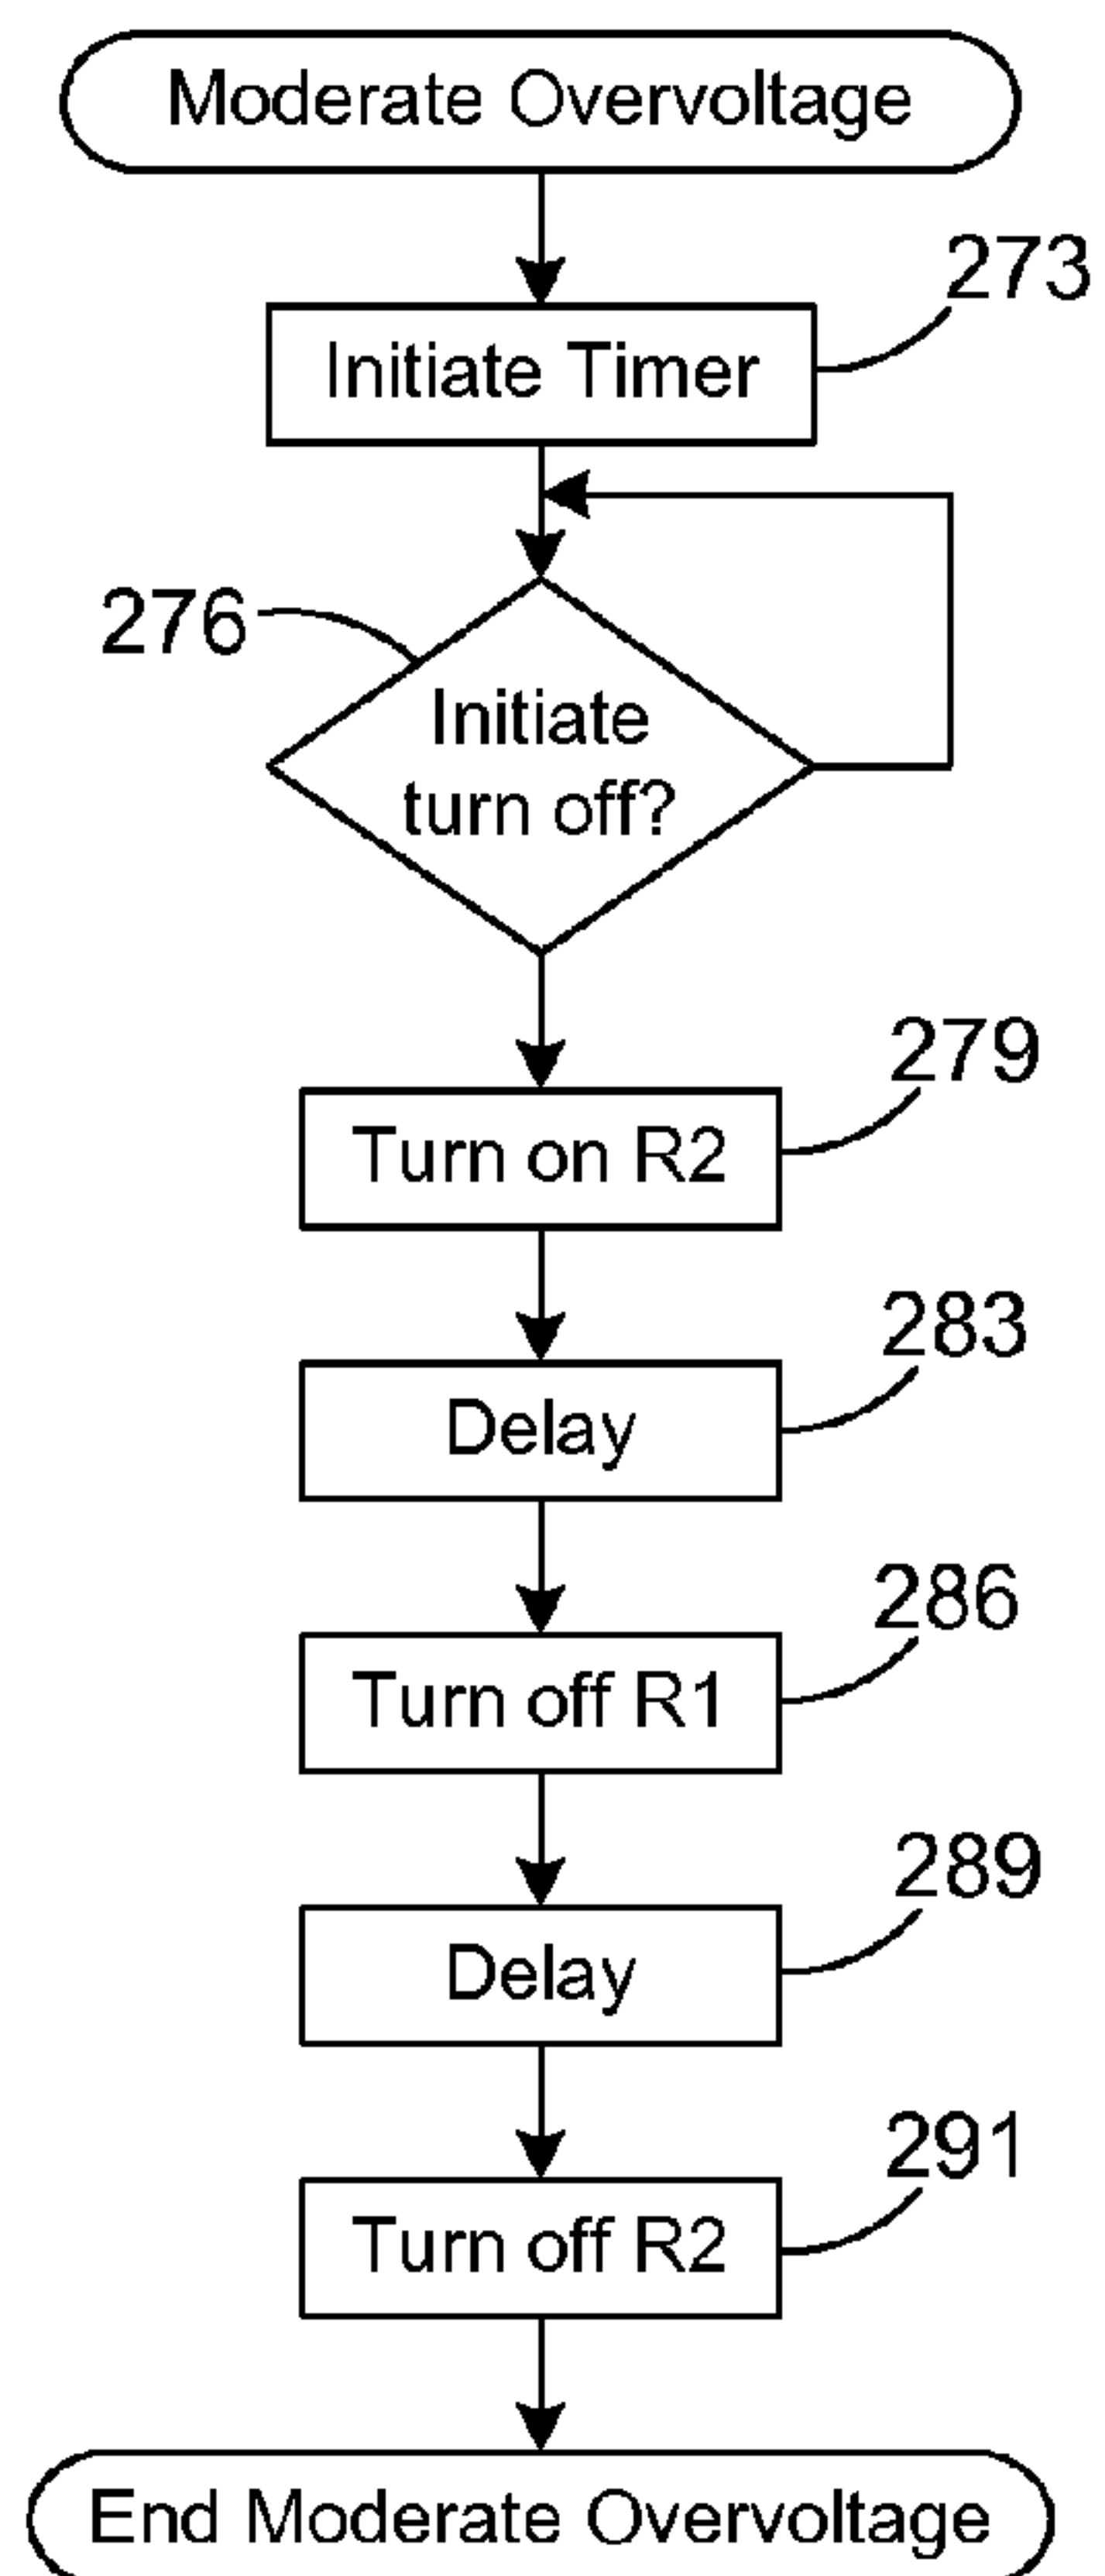 Moderate Overvoltage
273
Initiate Timer
276
Initiate
turn off?
279
Turn on R2
283
Delay
286
Turn off R1
289
Delay
291
Turn off R2
End Moderate Overvoltage